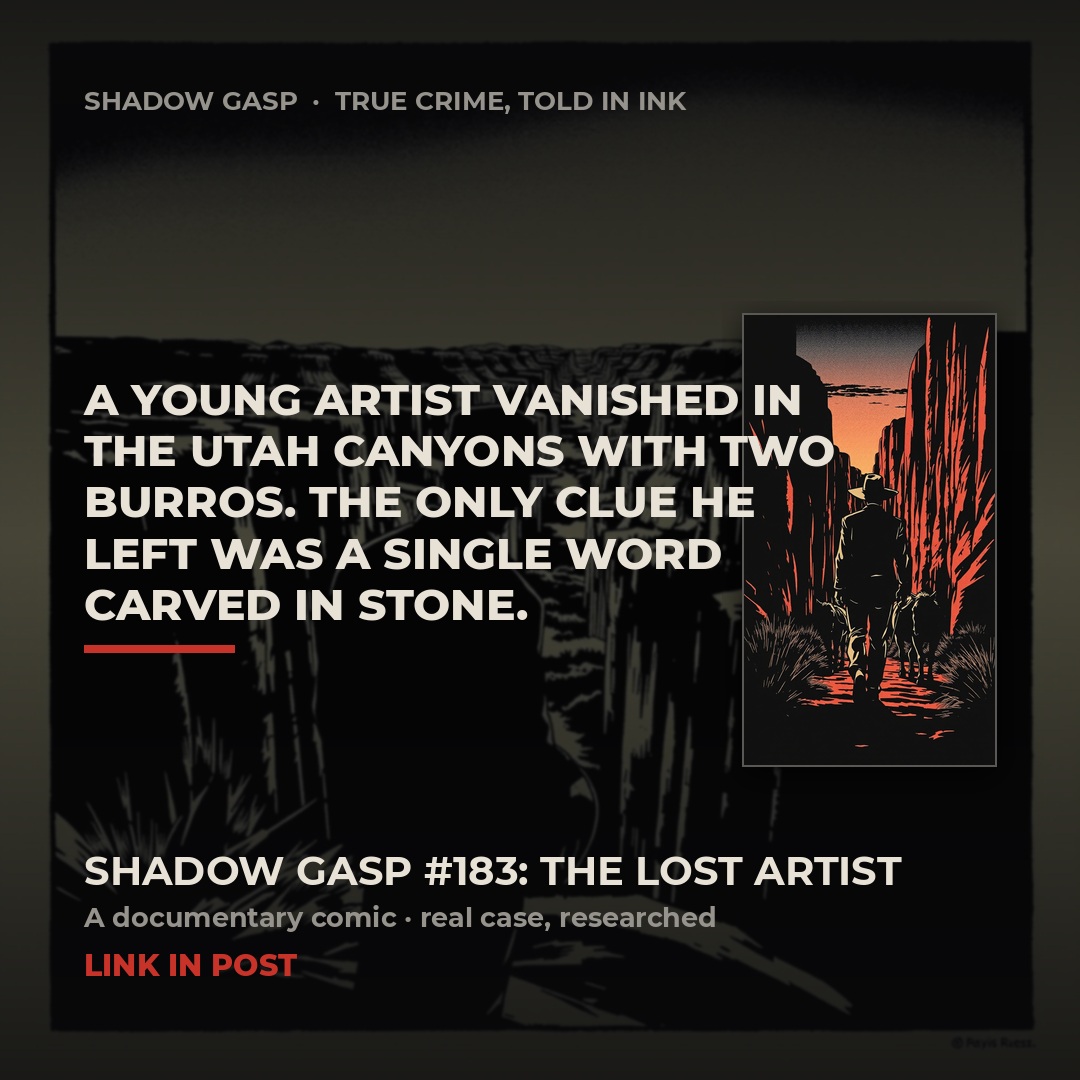 SHADOW GASP · TRUE CRIME, TOLD IN INK
A YOUNG ARTIST VANISHED IN
THE UTAH CANYONS WITH TWO
BURROS. THE ONLY CLUE HE
LEFT WAS A SINGLE WORD
CARVED IN STONE.
SHADOW GASP #183: THE LOST ARTIST
A documentary comic · real case, researched
LINK IN POST